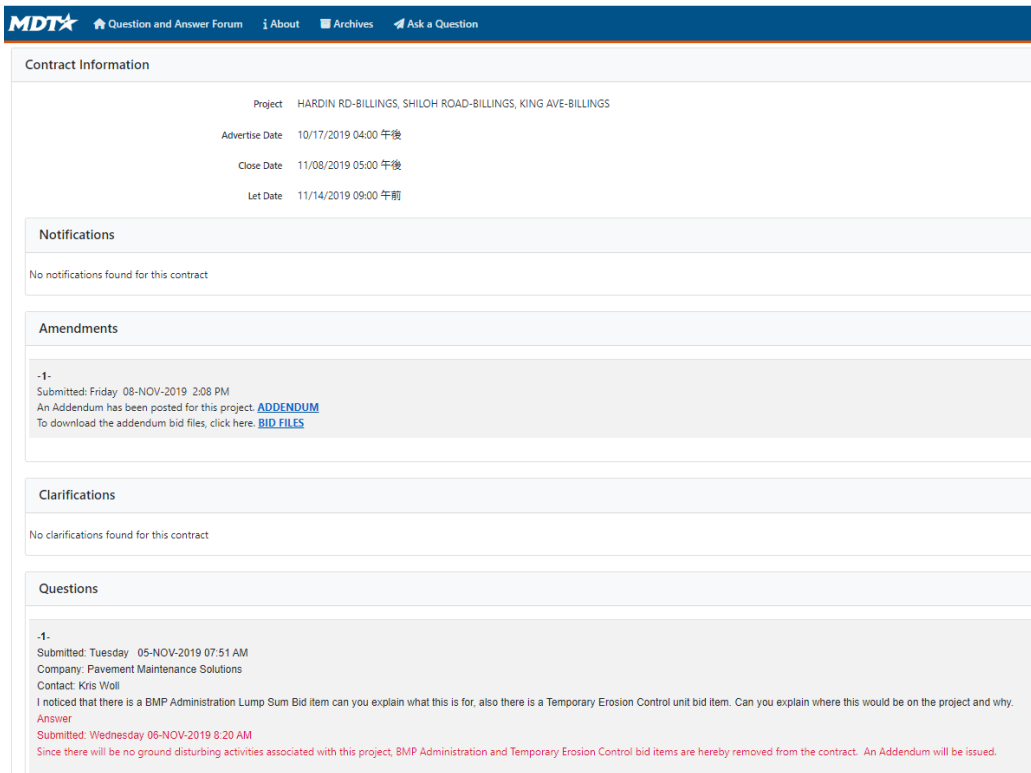 MDT Question and Answer Forum About Archives Ask a Question
Contract Information
Project HARDIN RD-BILLINGS, SHILOH ROAD-BILLINGS, KING AVE-BILLINGS
Advertise Date 10/17/2019 04:00 午後
Close Date 11/08/2019 05:00 午後
Let Date 11/14/2019 09:00 午前
Notifications
No notifications found for this contract
Amendments
-1-
Submitted: Friday 08-NOV-2019 2:08 PM
An Addendum has been posted for this project. ADDENDUM
To download the addendum bid files, click here. BID FILES
Clarifications
No clarifications found for this contract
Questions
-1-
Submitted: Tuesday 05-NOV-2019 07:51 AM
Company: Pavement Maintenance Solutions
Contact: Kris Woll
I noticed that there is a BMP Administration Lump Sum Bid item can you explain what this is for, also there is a Temporary Erosion Control unit bid item. Can you explain where this would be on the project and why.
Answer
Submitted: Wednesday 06-NOV-2019 8:20 AM
Since there will be no ground disturbing activities associated with this project, BMP Administration and Temporary Erosion Control bid items are hereby removed from the contract. An Addendum will be issued.